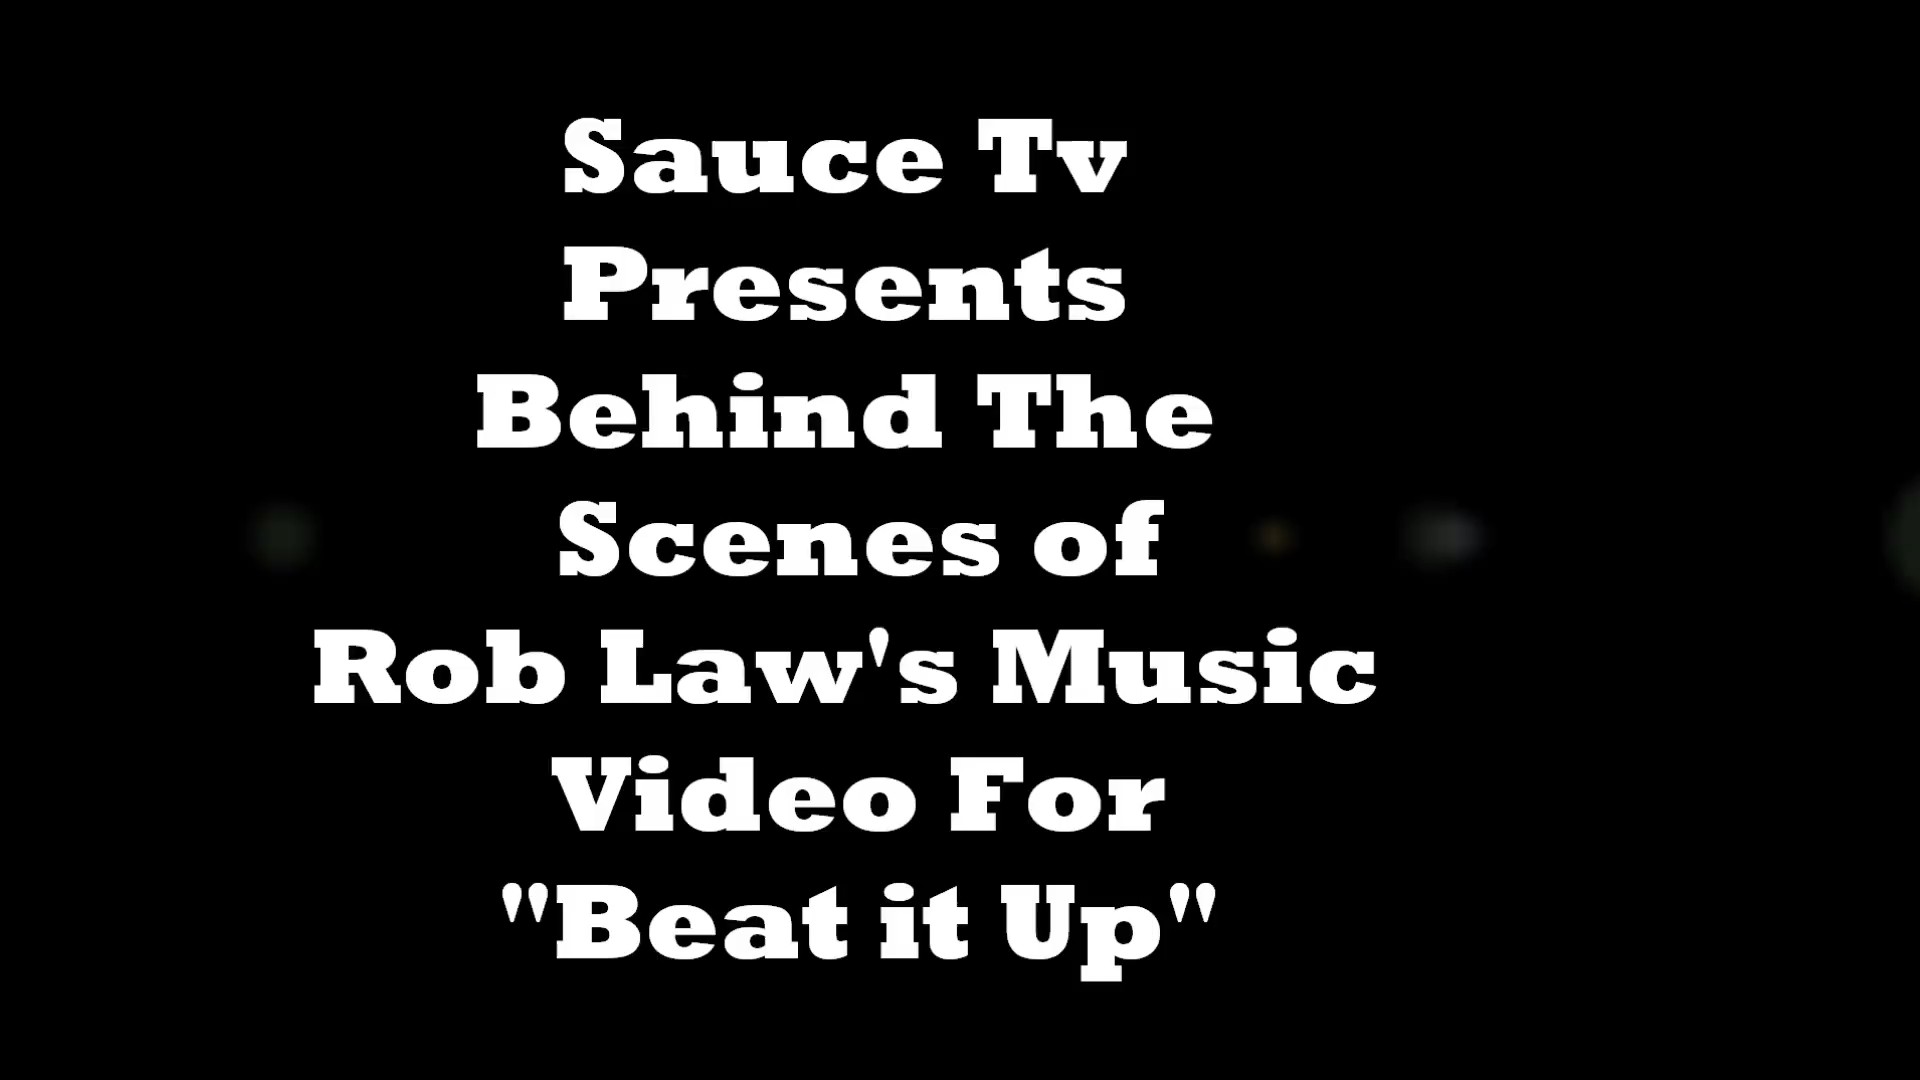 Sauce Tv
Presents
Behind The
Scenes of
Rob Law's Music
Video For
"Beat it Up"